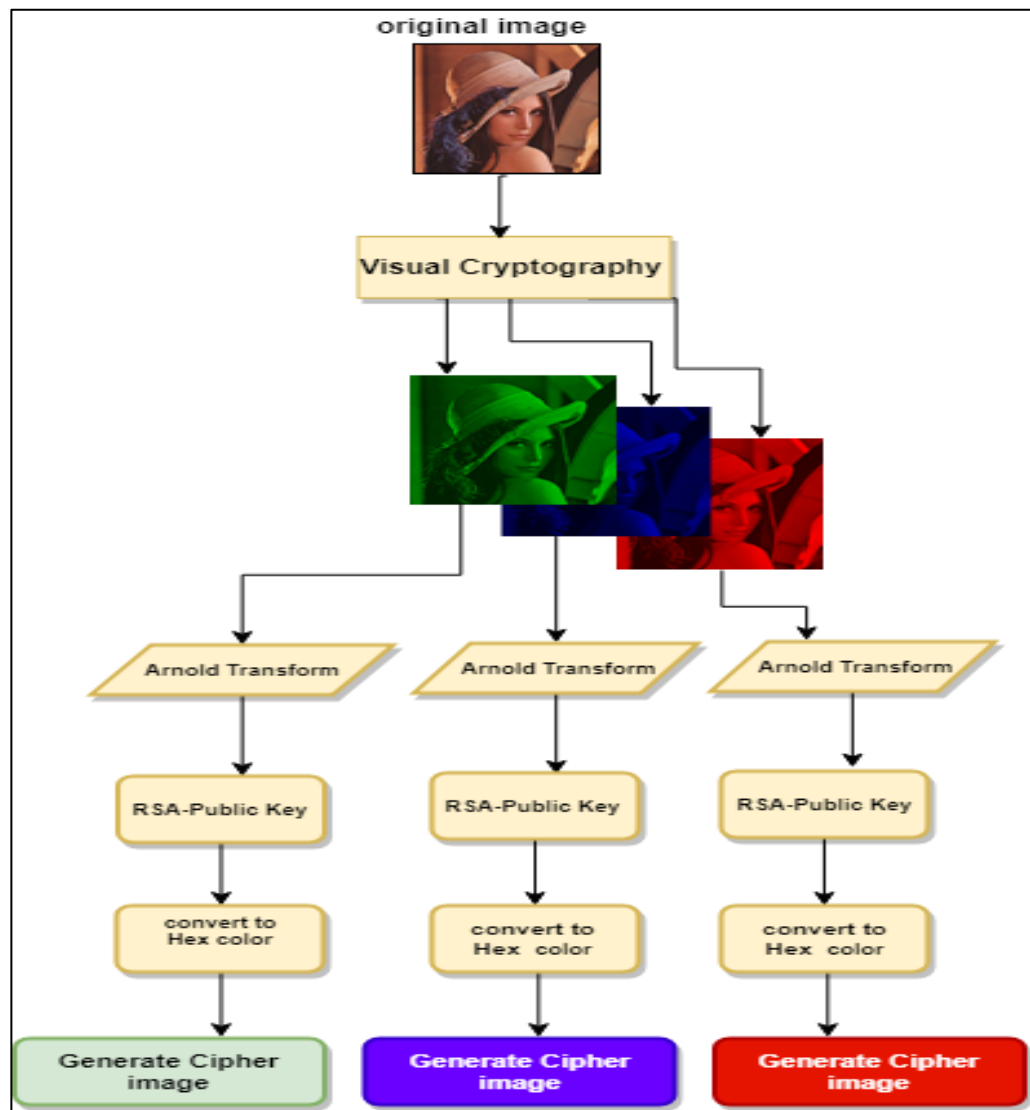 original image
Visual Cryptography
Arnold Transform
Arnold Transform
Arnold Transform
RSA-Public Key
RSA-Public Key
RSA-Public Key
convert to
Hex color
convert to
Hex color
convert to
Hex color
Generate Cipher
image
Generate Cipher
image
Generate Cipher
image